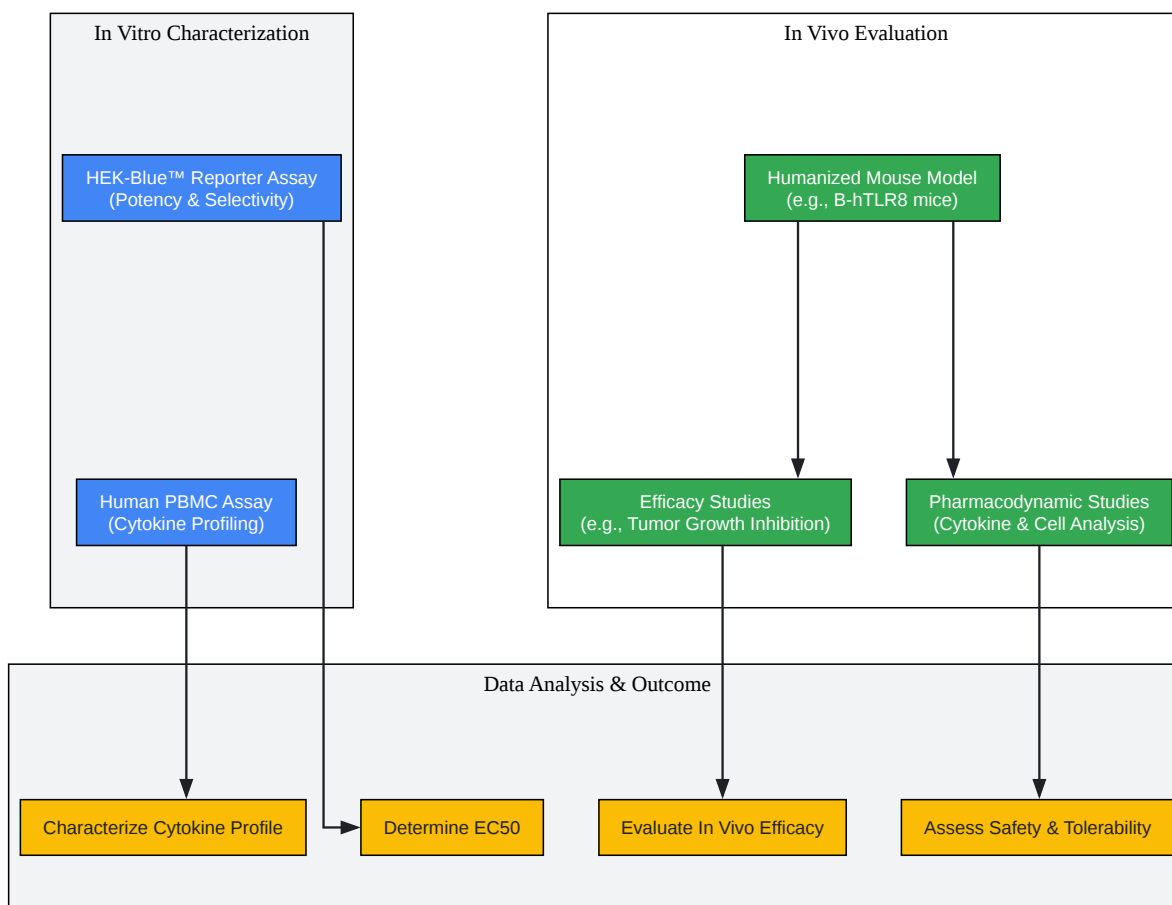 In Vitro Characterization
In Vivo Evaluation
HEK-Blue™ Reporter Assay
(Potency & Selectivity)
Humanized Mouse Model
(e.g., B-hTLR8 mice)
Human PBMC Assay
(Cytokine Profiling)
Efficacy Studies
(e.g., Tumor Growth Inhibition)
Pharmacodynamic Studies
(Cytokine & Cell Analysis)
Data Analysis & Outcome
Characterize Cytokine Profile
Determine EC50
Evaluate In Vivo Efficacy
Assess Safety & Tolerability